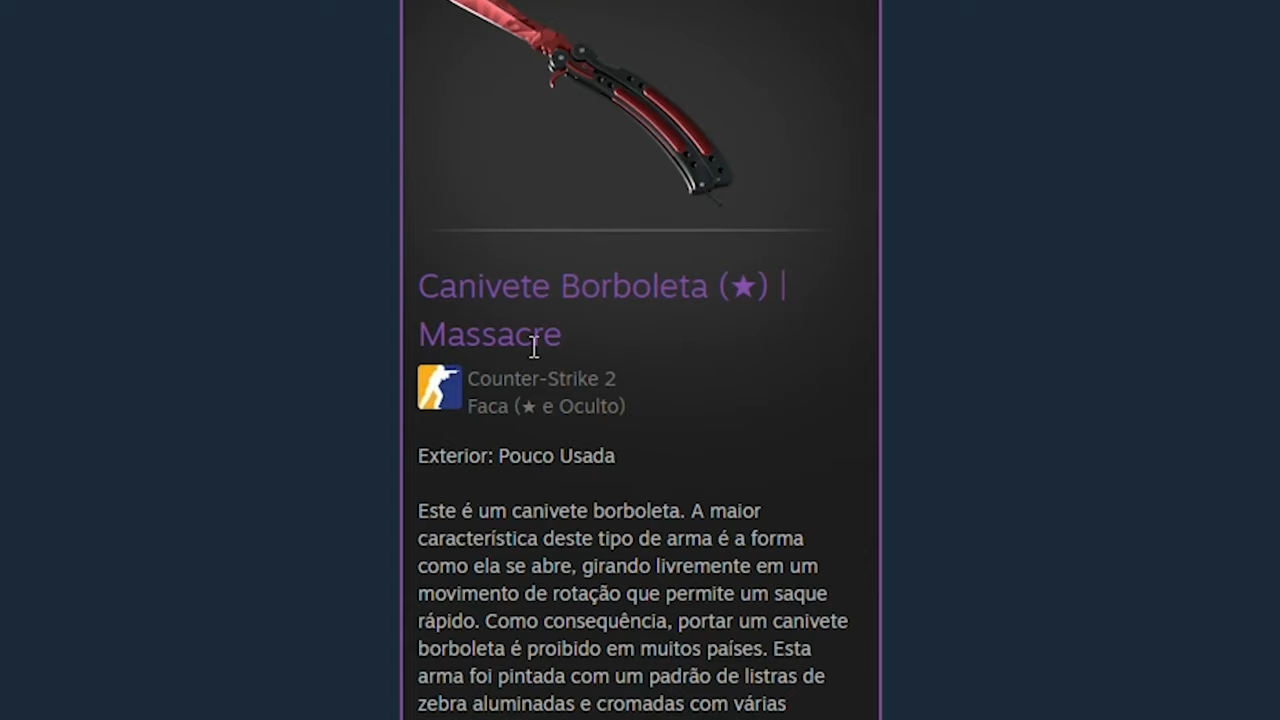 Canivete Borboleta (★) |
Massacre
Counter-Strike 2
Faca (★ e Oculto)
Exterior: Pouco Usada
Este é um canivete borboleta. A maior
característica deste tipo de arma é a forma
como ela se abre, girando livremente em um
movimento de rotação que permite um saque
rápido. Como consequência, portar um canivete
borboleta é proibido em muitos países. Esta
arma foi pintada com um padrão de listras de
zebra aluminadas e cromadas com várias